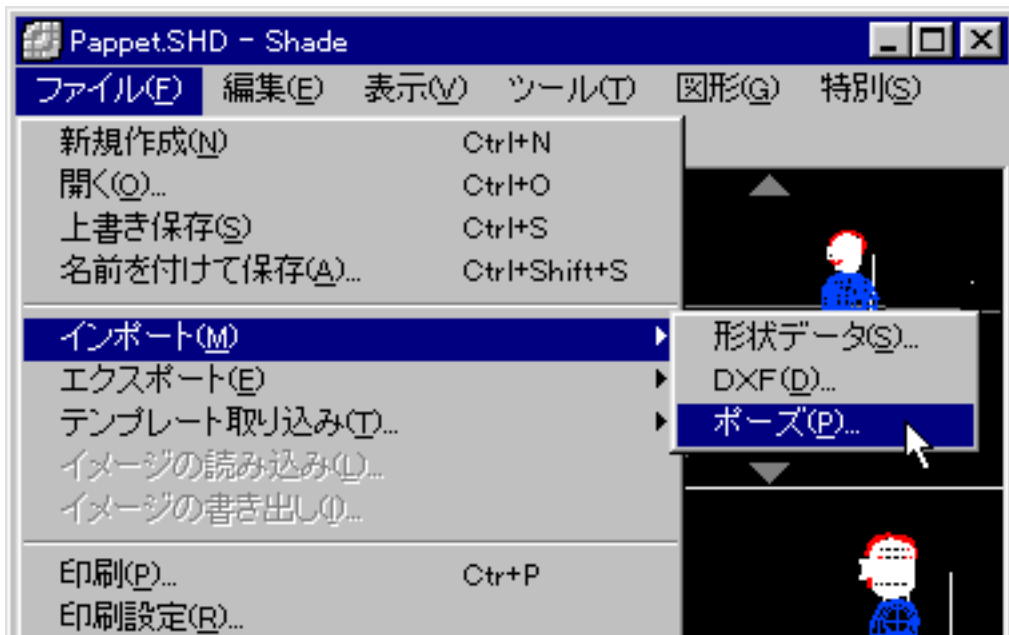 Pappet.SHD - Shade
ファイル(F) 編集(E) 表示(V) ツール(T) 図形(G) 特別(S)
新規作成(N) Ctrl+N
開く(O)... Ctrl+O
上書き保存(S) Ctrl+S
名前を付けて保存(A)... Ctrl+Shift+S
インポート(M)
エクスポート(E)
テンプレート取り込み(T)...
イメージの読み込み(L)...
イメージの書き出し(I)...
印刷(P)... Ctr+P
印刷設定(R)...
形状データ(S)...
DXF(D)...
ポーズ(P)...